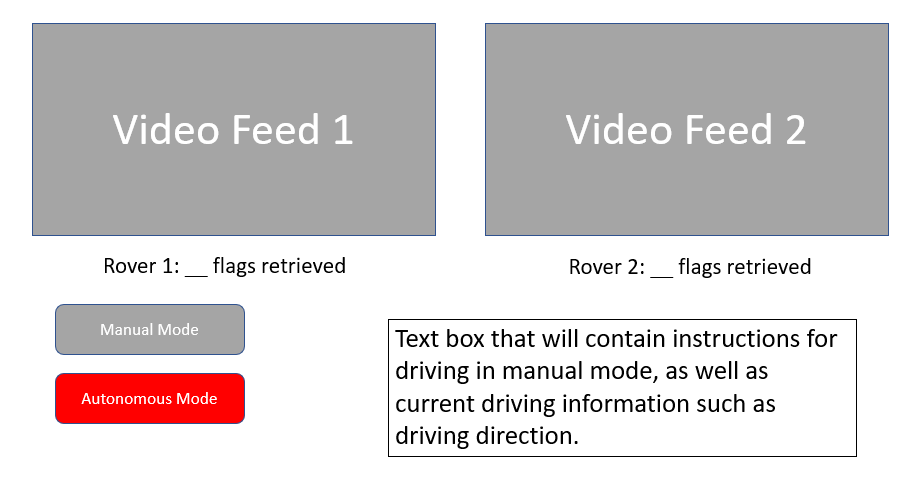 Video Feed 1
Video Feed 2
Rover 1: __ flags retrieved
Rover 2: __ flags retrieved
Manual Mode
Autonomous Mode
Text box that will contain instructions for
driving in manual mode, as well as
current driving information such as
driving direction.